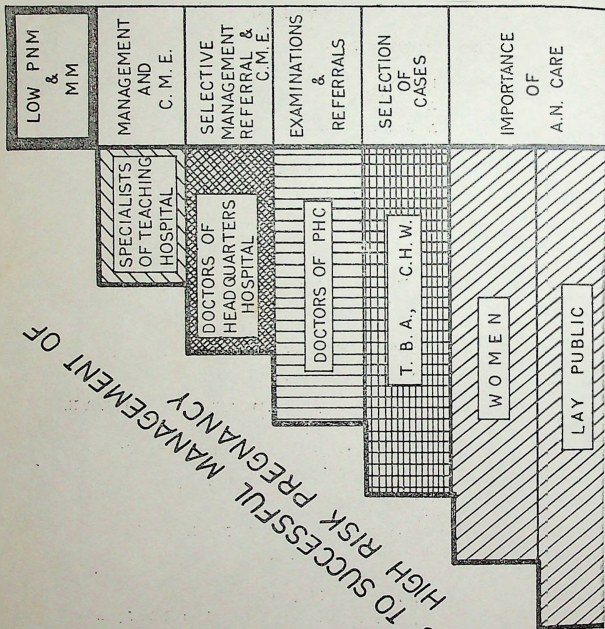 TO SUCCESSFUL MANAGEMENT OF
HIGH RISK PREGNANCY
LOW PNM
&
MM
SPECIALISTS
OF TEACHING
HOSPITAL
MANAGEMENT
AND
C. M. E.
DOCTORS OF
HEADQUARTERS
HOSPITAL
SELECTIVE
MANAGEMENT
REFERRAL &
C.M.E.
DOCTORS OF PHC
EXAMINATIONS
&
REFERRALS
T. B. A., C.H.W.
SELECTION
OF
CASES
WOMEN
LAY PUBLIC
IMPORTANCE
OF
A.N. CARE